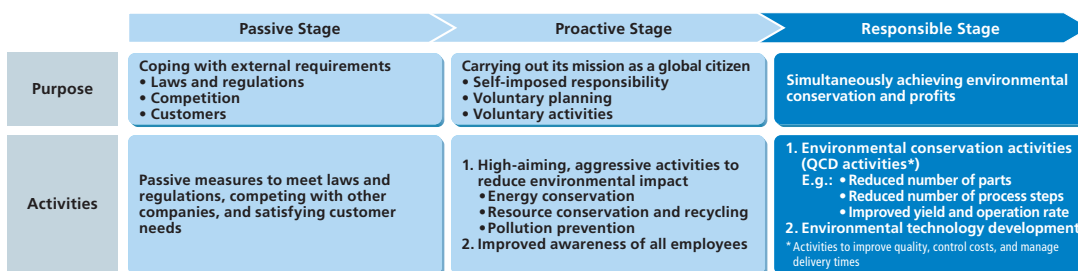 Passive Stage
Proactive Stage
Responsible Stage
Purpose
Coping with external requirements
• Laws and regulations
• Competition
• Customers
Carrying out its mission as a global citizen
• Self-imposed responsibility
• Voluntary planning
• Voluntary activities
Simultaneously achieving environmental
conservation and profits
Activities
Passive measures to meet laws and
regulations, competing with other
companies, and satisfying customer
needs
1. High-aiming, aggressive activities to
reduce environmental impact
• Energy conservation
• Resource conservation and recycling
• Pollution prevention
2. Improved awareness of all employees
1. Environmental conservation activities
(QCD activities*)
E.g.: • Reduced number of parts
• Reduced number of process steps
• Improved yield and operation rate
2. Environmental technology development
* Activities to improve quality, control costs, and manage
delivery times